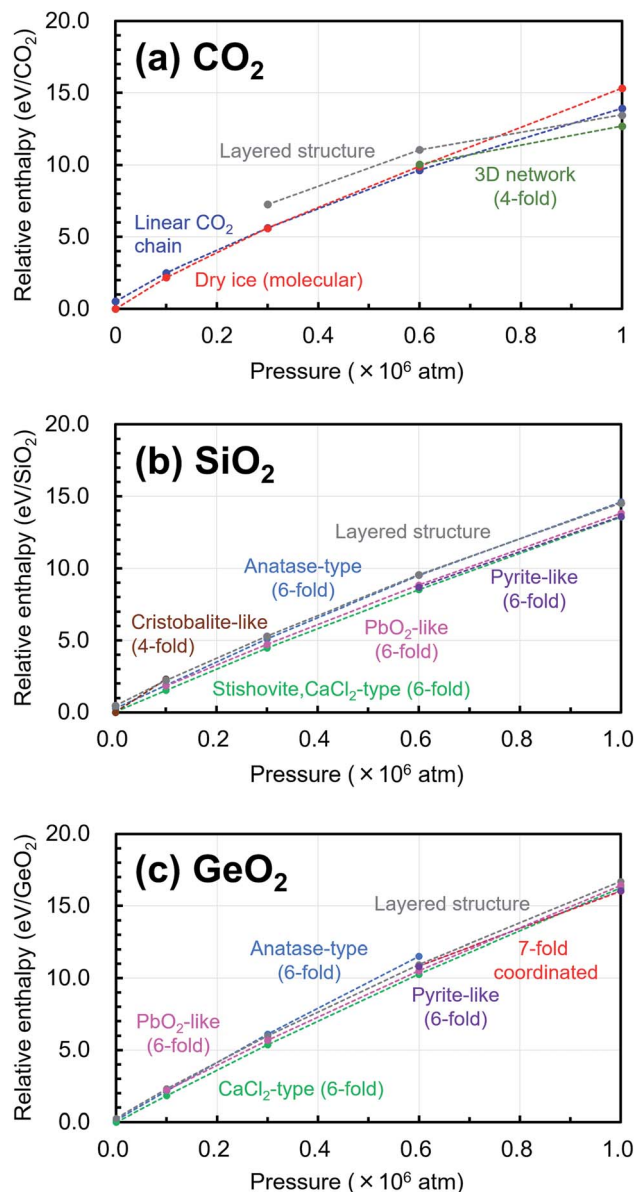 (a) CO₂
Relative enthalpy (eV/CO₂)
20.0
15.0
10.0
5.0
0.0
Layered structure
3D network
(4-fold)
Linear CO₂
chain
Dry ice (molecular)
0 0.2 0.4 0.6 0.8 1
Pressure (×10⁶ atm)
(b) SiO₂
Relative enthalpy (eV/SiO₂)
20.0
15.0
10.0
5.0
0.0
Layered structure
Anatase-type
(6-fold)
Pyrite-like
(6-fold)
Cristobalite-like
(4-fold)
PbO₂-like
(6-fold)
Stishovite,CaCl₂-type (6-fold)
0.0 0.2 0.4 0.6 0.8 1.0
Pressure (×10⁶ atm)
(c) GeO₂
Relative enthalpy (eV/GeO₂)
20.0
15.0
10.0
5.0
0.0
Layered structure
Anatase-type
(6-fold)
7-fold
coordinated
Pyrite-like
(6-fold)
PbO₂-like
(6-fold)
CaCl₂-type (6-fold)
0.0 0.2 0.4 0.6 0.8 1.0
Pressure (×10⁶ atm)